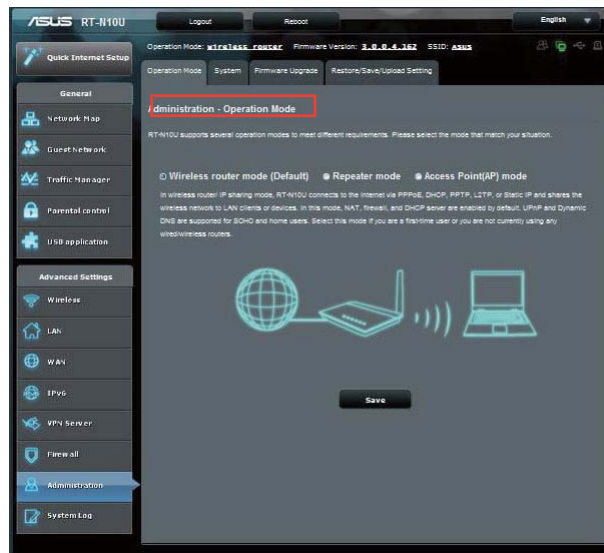 ASUS RT-N10U Logout Reboot English
Quick Internet Setup
Operation Mode: wireless router Firmware Version: 3.0.0.4.162 SSID: ASUS
Operation Mode System Firmware Upgrade Restore/Save/Upload Setting
General
Network Map
Guest Network
Traffic Manager
Parental control
USB application
Advanced Settings
Wireless
LAN
WAN
IPv6
VPN Server
Firewall
Administration
System Log
Administration - Operation Mode
RT-N10U supports several operation modes to meet different requirements. Please select the mode that match your situation.
Wireless router mode (Default) Repeater mode Access Point(AP) mode
In wireless router/ IP sharing mode, RT-N10U connects to the internet via PPPoE, DHCP, PPTP, L2TP, or Static IP and shares the
wireless network to LAN clients or devices. In this mode, NAT, firewall, and DHCP server are enabled by default. UPnP and Dynamic
DNS are supported for SOHO and home users. Select this mode if you are a first-time user or you are not currently using any
wired/wireless routers.
Save